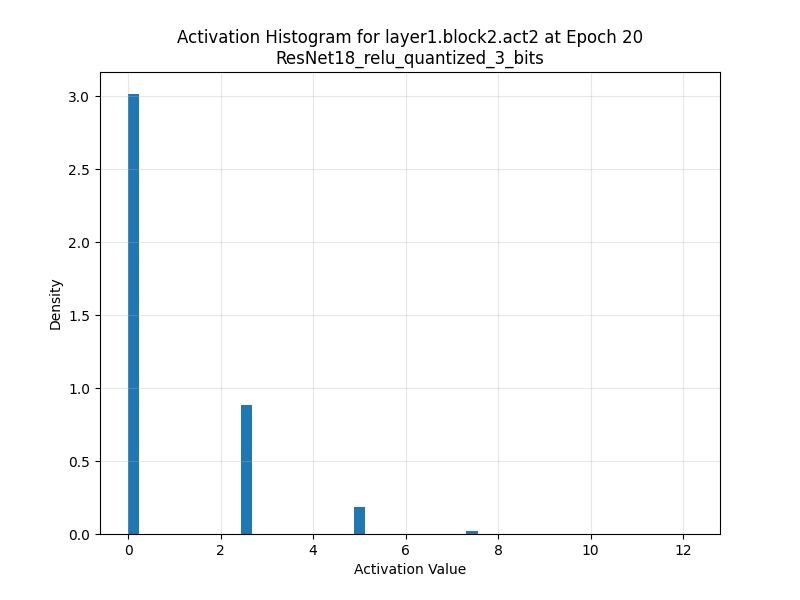 Activation Histogram for layer1.block2.act2 at Epoch 20
ResNet18_relu_quantized_3_bits
3.0
2.5
2.0
1.5
1.0
0.5
0.0
Density
0 2 4 6 8 10 12
Activation Value